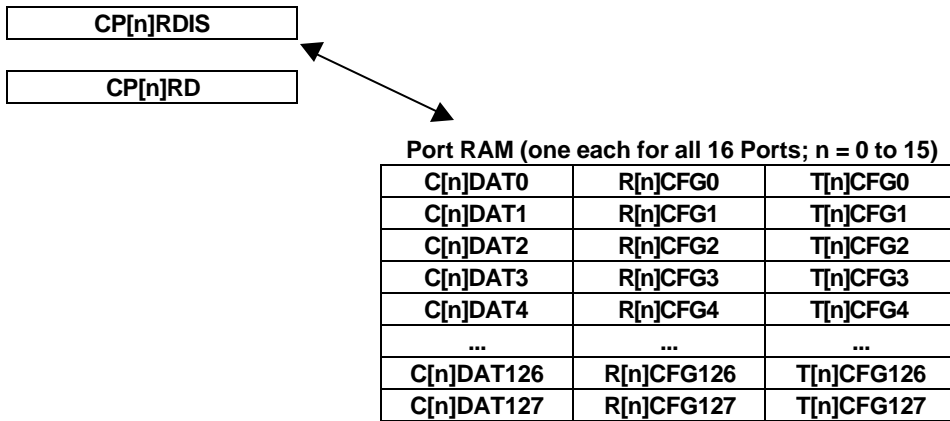 CP[n]RDIS
CP[n]RD
Port RAM (one each for all 16 Ports; n = 0 to 15)
C[n]DAT0 R[n]CFG0 T[n]CFG0
C[n]DAT1 R[n]CFG1 T[n]CFG1
C[n]DAT2 R[n]CFG2 T[n]CFG2
C[n]DAT3 R[n]CFG3 T[n]CFG3
C[n]DAT4 R[n]CFG4 T[n]CFG4
... ... ...
C[n]DAT126 R[n]CFG126 T[n]CFG126
C[n]DAT127 R[n]CFG127 T[n]CFG127